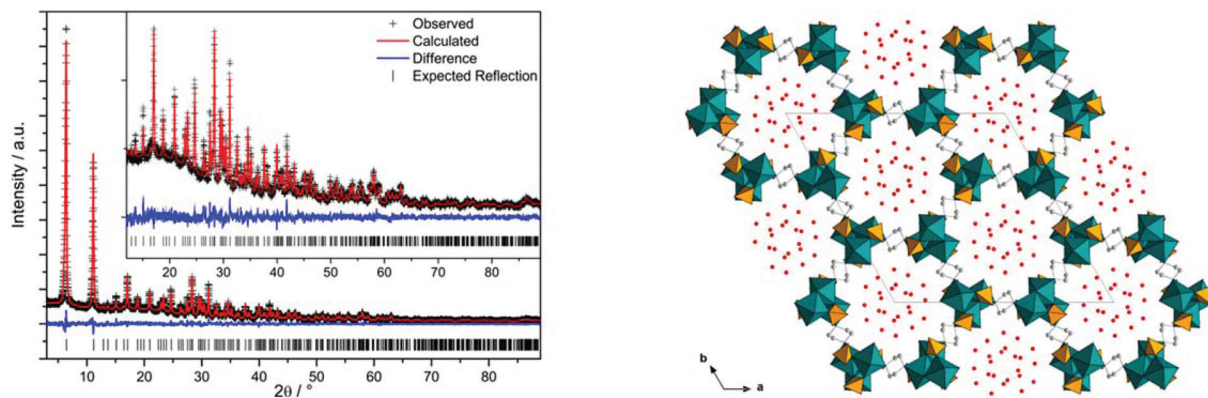 Observed
Calculated
Difference
Expected Reflection
Intensity / a.u.
20 30 40 50 60 70 80
10 20 30 40 50 60 70 80
2θ / °
b
a